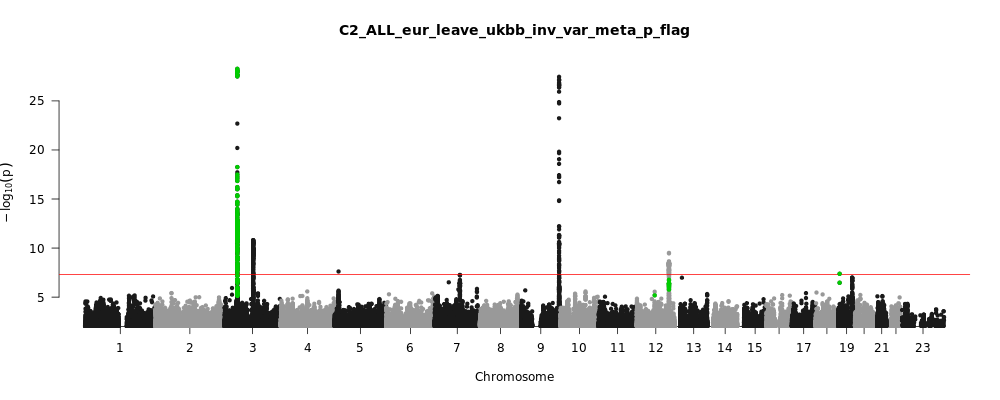 C2_ALL_eur_leave_ukbb_inv_var_meta_p_flag
25
20
15
10
5
−log10(p)
1 2 3 4 5 6 7 8 9 10 11 12 13 14 15 17 19 21 23
Chromosome